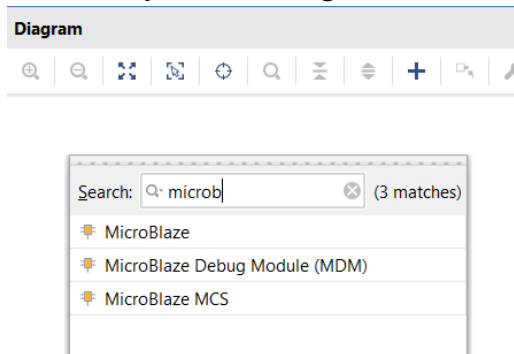 Diagram
Search: microb (3 matches)
MicroBlaze
MicroBlaze Debug Module (MDM)
MicroBlaze MCS